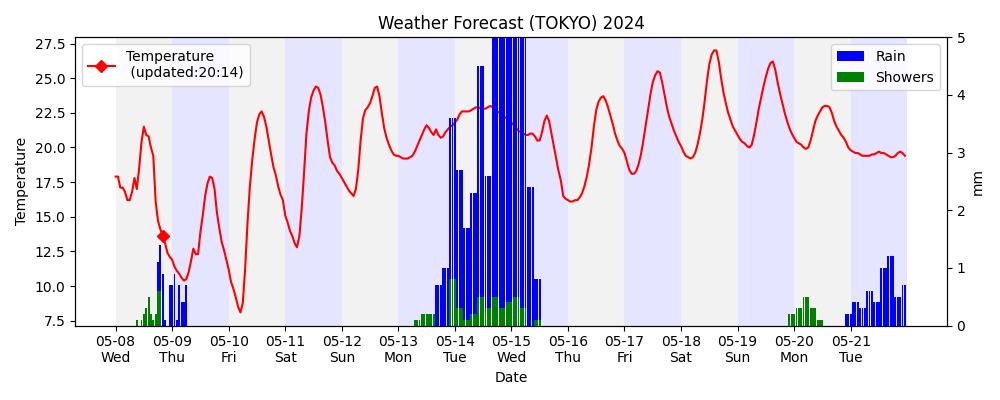 Weather Forecast (TOKYO) 2024
Temperature
(updated:20:14)
Rain
Showers
27.5
25.0
22.5
20.0
17.5
15.0
12.5
10.0
7.5
Temperature
5
4
3
2
1
0
mm
05-08 05-09 05-10 05-11 05-12 05-13 05-14 05-15 05-16 05-17 05-18 05-19 05-20 05-21
Wed Thu Fri Sat Sun Mon Tue Wed Thu Fri Sat Sun Mon Tue
Date